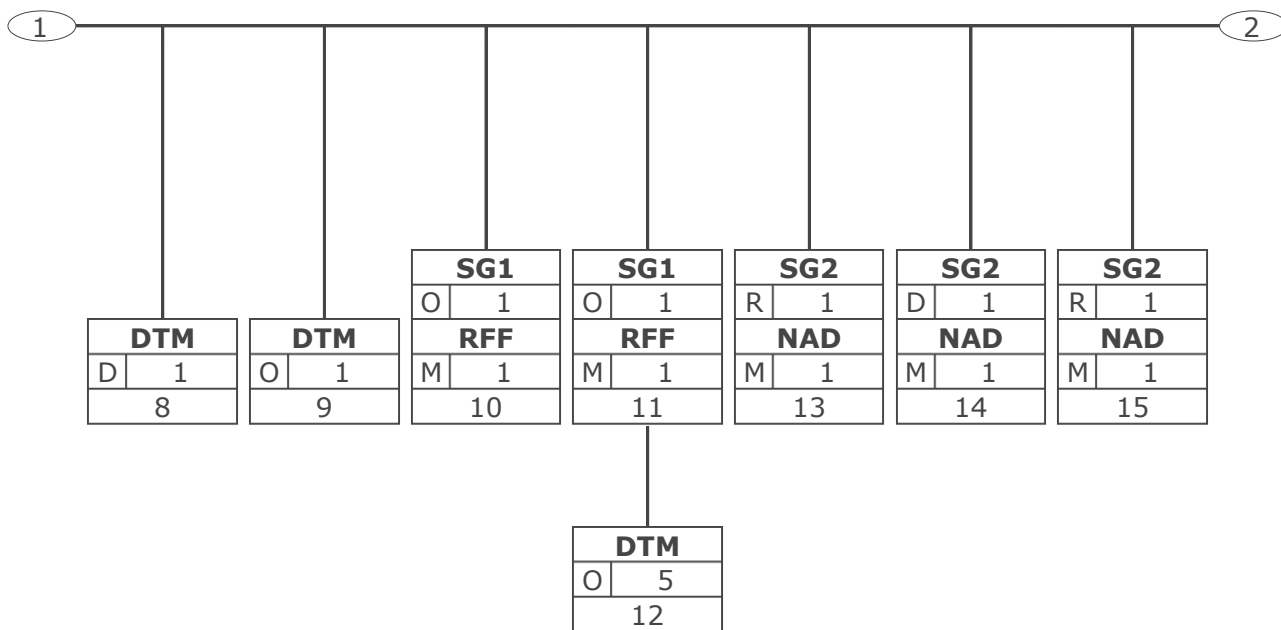 1 2
SG1 SG1 SG2 SG2 SG2
O 1 O 1 R 1 D 1 R 1
DTM DTM RFF RFF NAD NAD NAD
D 1 O 1 M 1 M 1 M 1 M 1 M 1
8 9 10 11 13 14 15
DTM
O 5
12